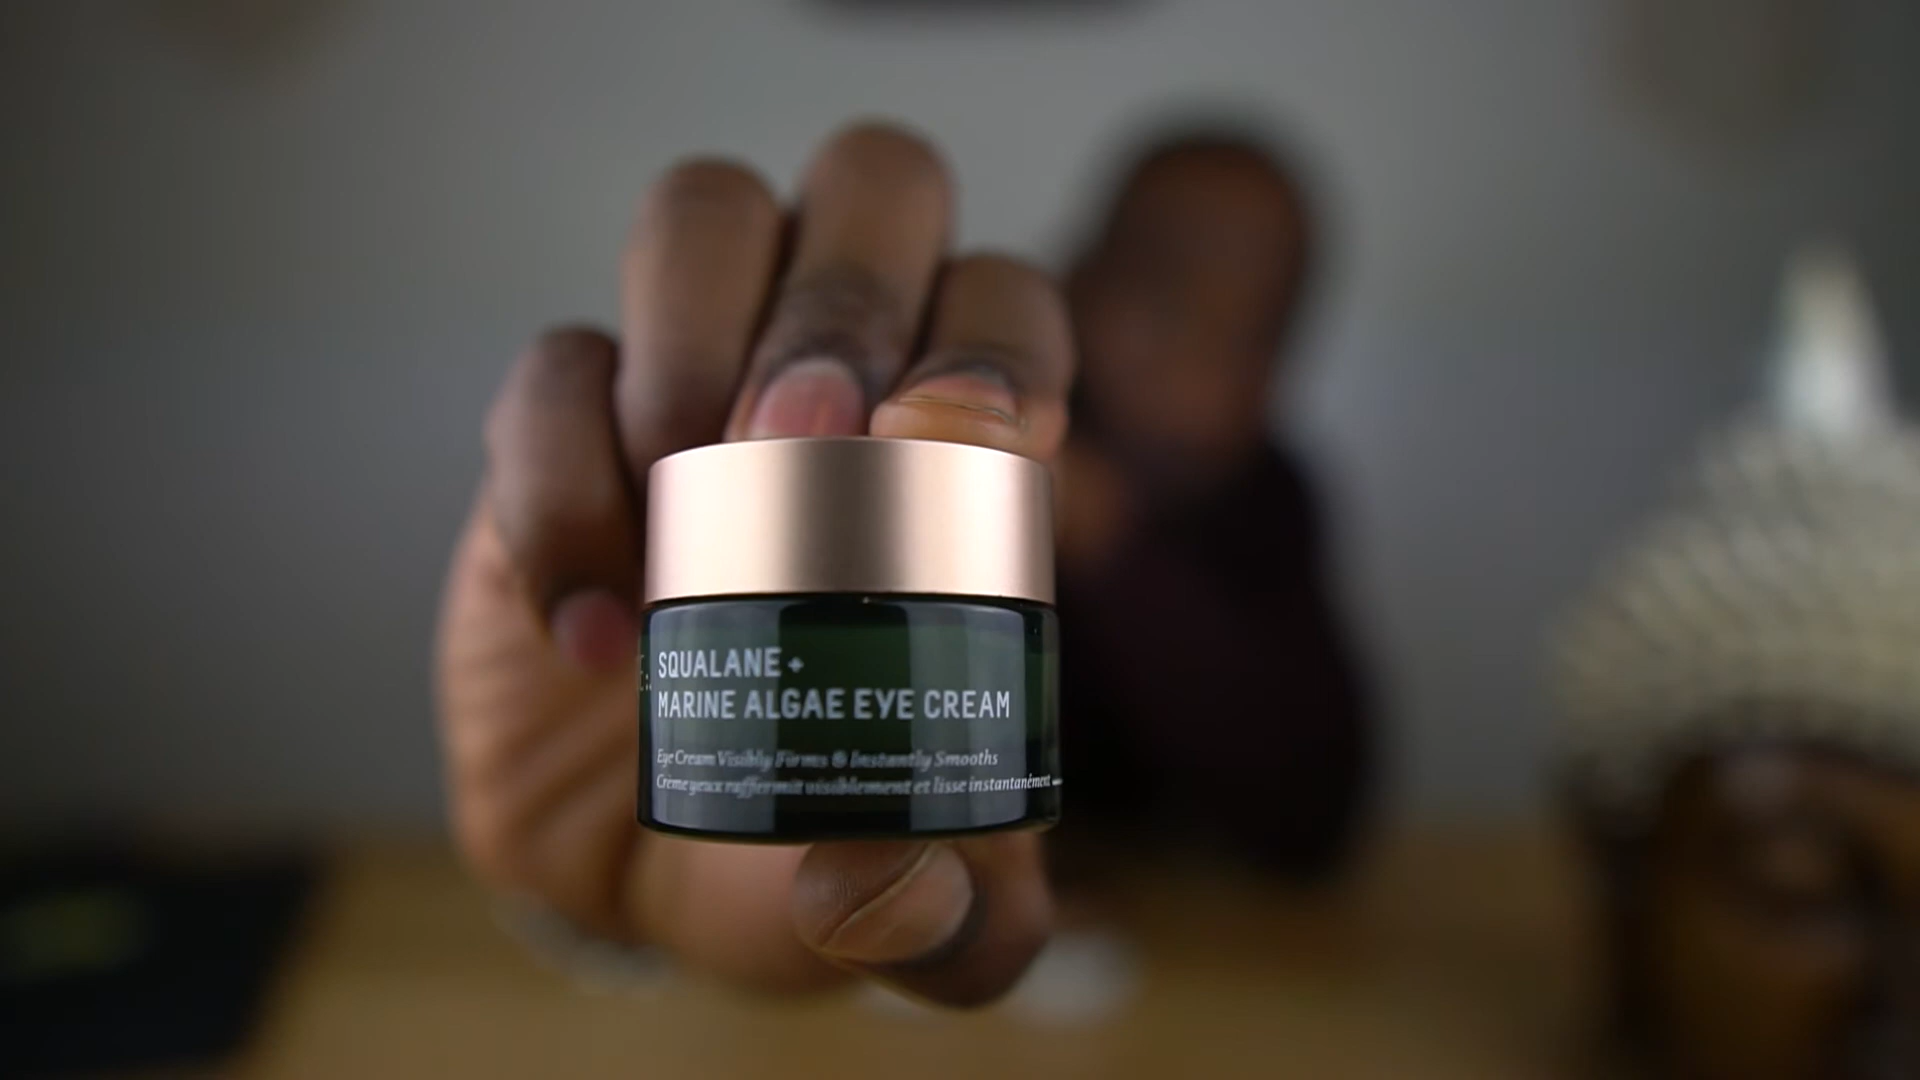 SQUALANE +
MARINE ALGAE EYE CREAM
Eye Cream Visibly Firms & Instantly Smooths
Crème yeux raffermit visiblement et lisse instantanément